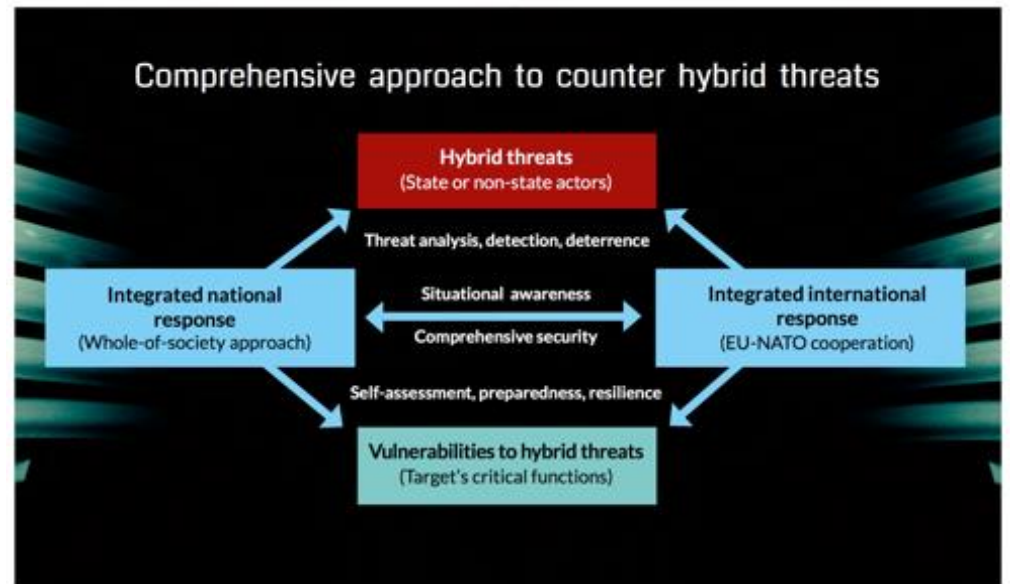 Comprehensive approach to counter hybrid threats
Hybrid threats
(State or non-state actors)
Threat analysis, detection, deterrence
Integrated national
response
(Whole-of-society approach)
Situational awareness
Comprehensive security
Integrated international
response
(EU-NATO cooperation)
Self-assessment, preparedness, resilience
Vulnerabilities to hybrid threats
(Target's critical functions)